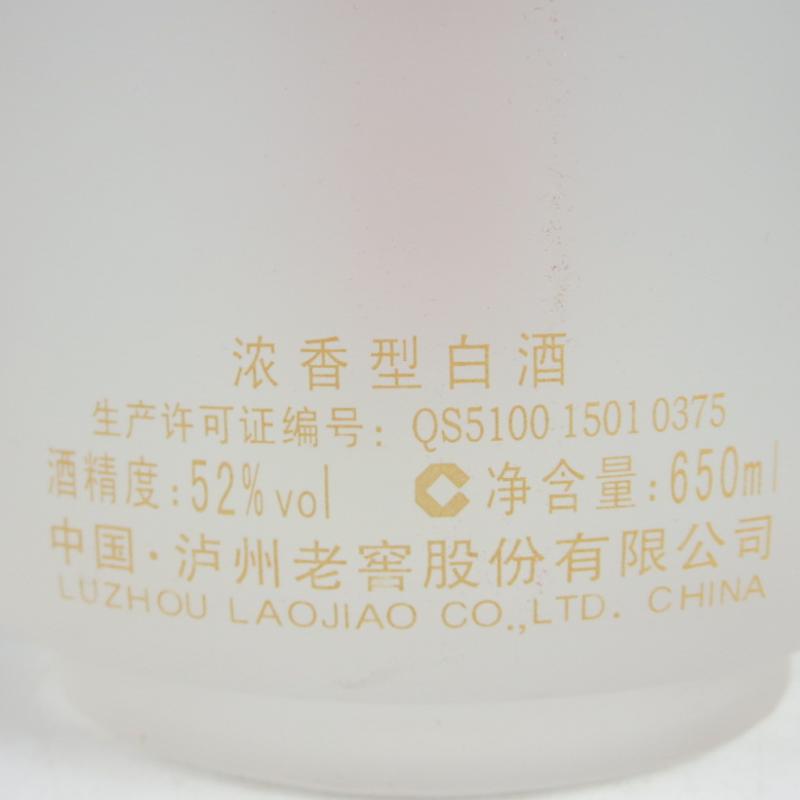 浓香型白酒
生产许可证编号：QS5100 1501 0375
酒精度：52%vol 净含量：650ml
中国·泸州老窖股份有限公司
LUZHOU LAOJIAO CO.,LTD. CHINA